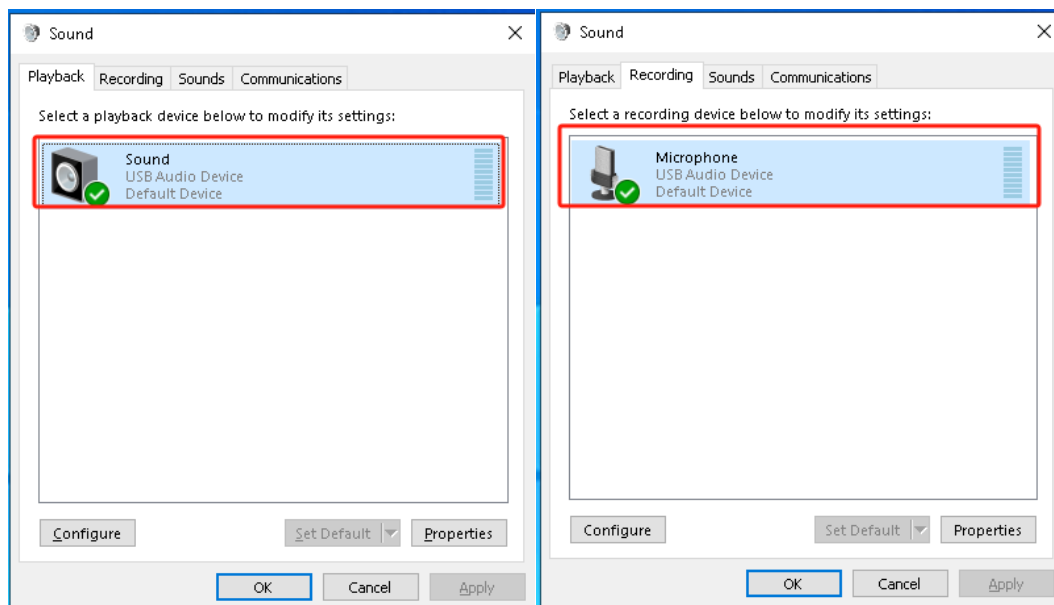 Sound
Playback Recording Sounds Communications
Select a playback device below to modify its settings:
Sound
USB Audio Device
Default Device
Configure Set Default Properties
OK Cancel Apply
Sound
Playback Recording Sounds Communications
Select a recording device below to modify its settings:
Microphone
USB Audio Device
Default Device
Configure Set Default Properties
OK Cancel Apply